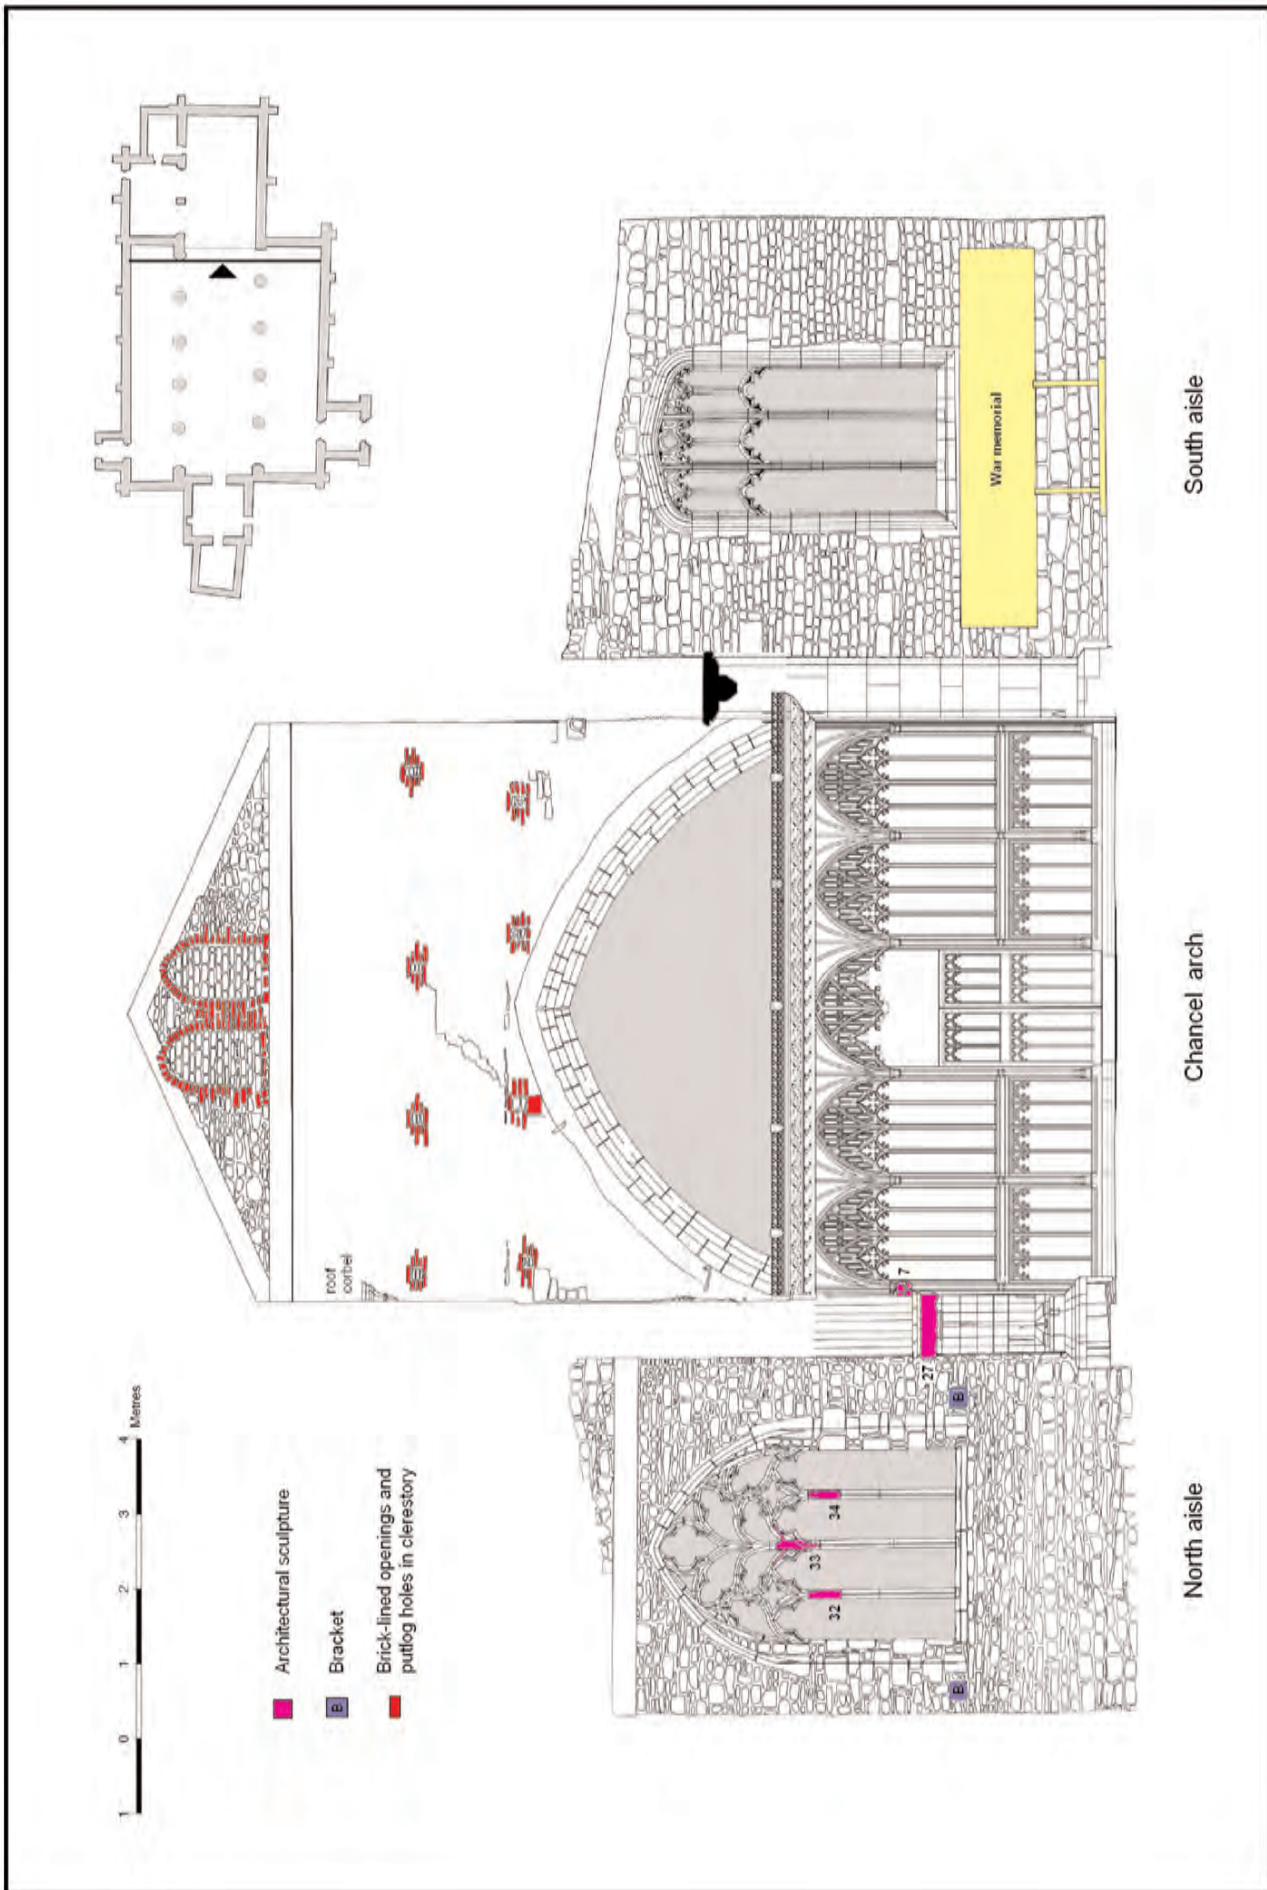 1 0 1 2 3 4 Metres
Architectural sculpture
B Bracket
Brick-lined openings and
putlog holes in clerestory
roof
corbel
War memorial
7
27
B
B
32
33
34
North aisle
Chancel arch
South aisle